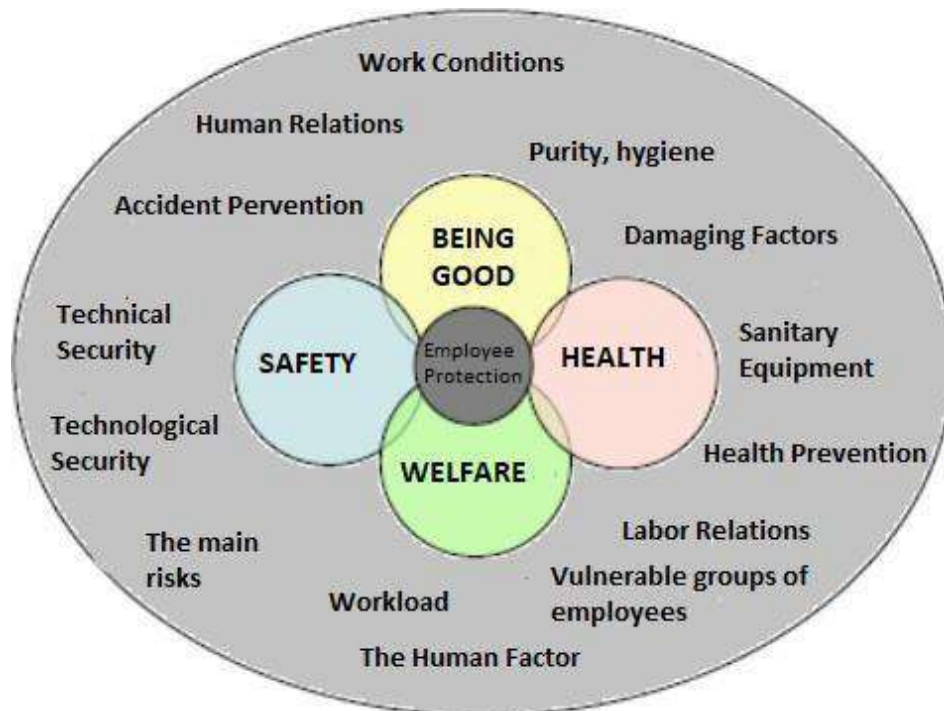 Work Conditions
Human Relations
Purity, hygiene
Accident Pervention
BEING
GOOD
Damaging Factors
Technical
Security
SAFETY
Employee
Protection
HEALTH
Sanitary
Equipment
Technological
Security
WELFARE
Health Prevention
The main
risks
Labor Relations
Workload
Vulnerable groups of
employees
The Human Factor